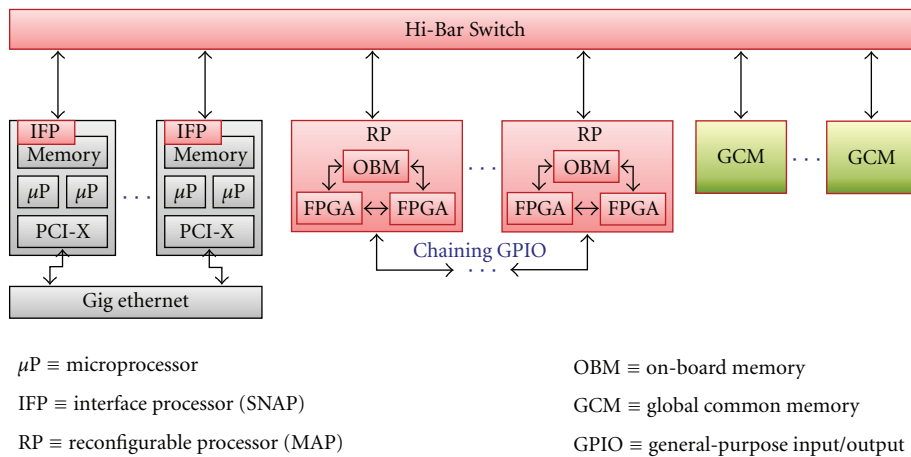 Hi-Bar Switch
IFP
Memory
μP μP
PCI-X
. . .
IFP
Memory
μP μP
PCI-X
Gig ethernet
RP
OBM
FPGA FPGA
. . .
RP
OBM
FPGA FPGA
Chaining GPIO
. . .
GCM . . . GCM
μP ≡ microprocessor
IFP ≡ interface processor (SNAP)
RP ≡ reconfigurable processor (MAP)
OBM ≡ on-board memory
GCM ≡ global common memory
GPIO ≡ general-purpose input/output